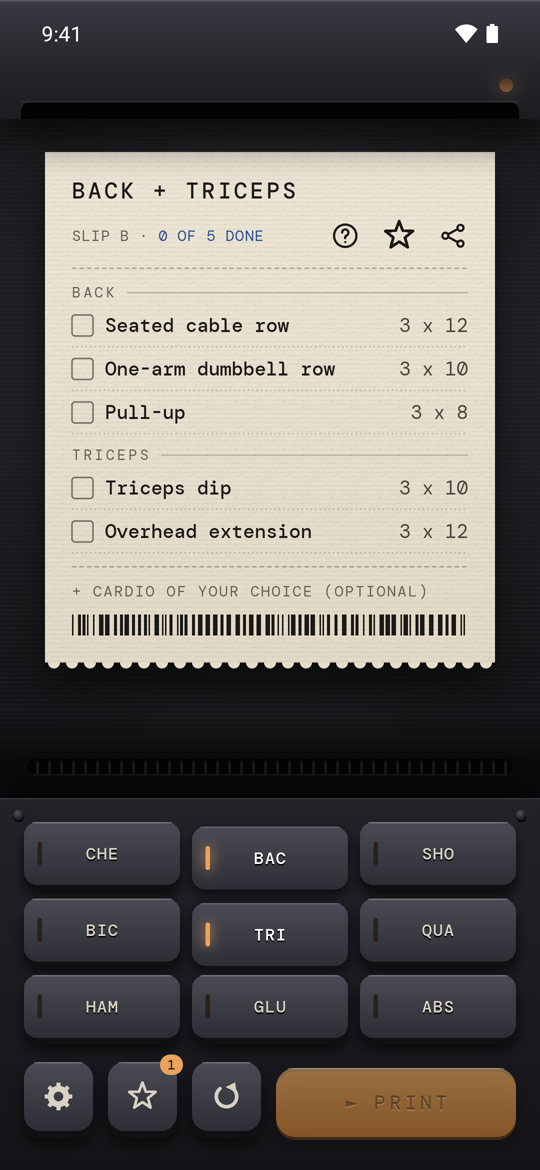 9:41
BACK + TRICEPS
SLIP B · 0 OF 5 DONE
BACK
Seated cable row 3 x 12
One-arm dumbbell row 3 x 10
Pull-up 3 x 8
TRICEPS
Triceps dip 3 x 10
Overhead extension 3 x 12
+ CARDIO OF YOUR CHOICE (OPTIONAL)
CHE BAC SHO
BIC TRI QUA
HAM GLU ABS
1
► PRINT